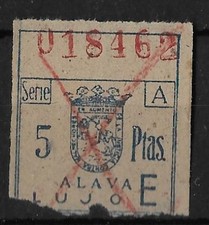 018462
Serie A
5 Ptas.
ALAVA
LUJO E